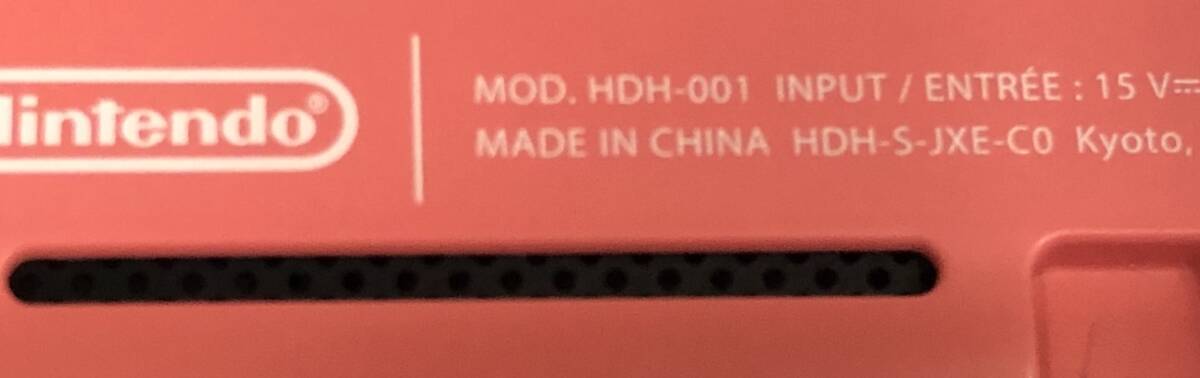 Nintendo®
MOD. HDH-001 INPUT / ENTRÉE : 15 V⎓
MADE IN CHINA HDH-S-JXE-C0 Kyoto,